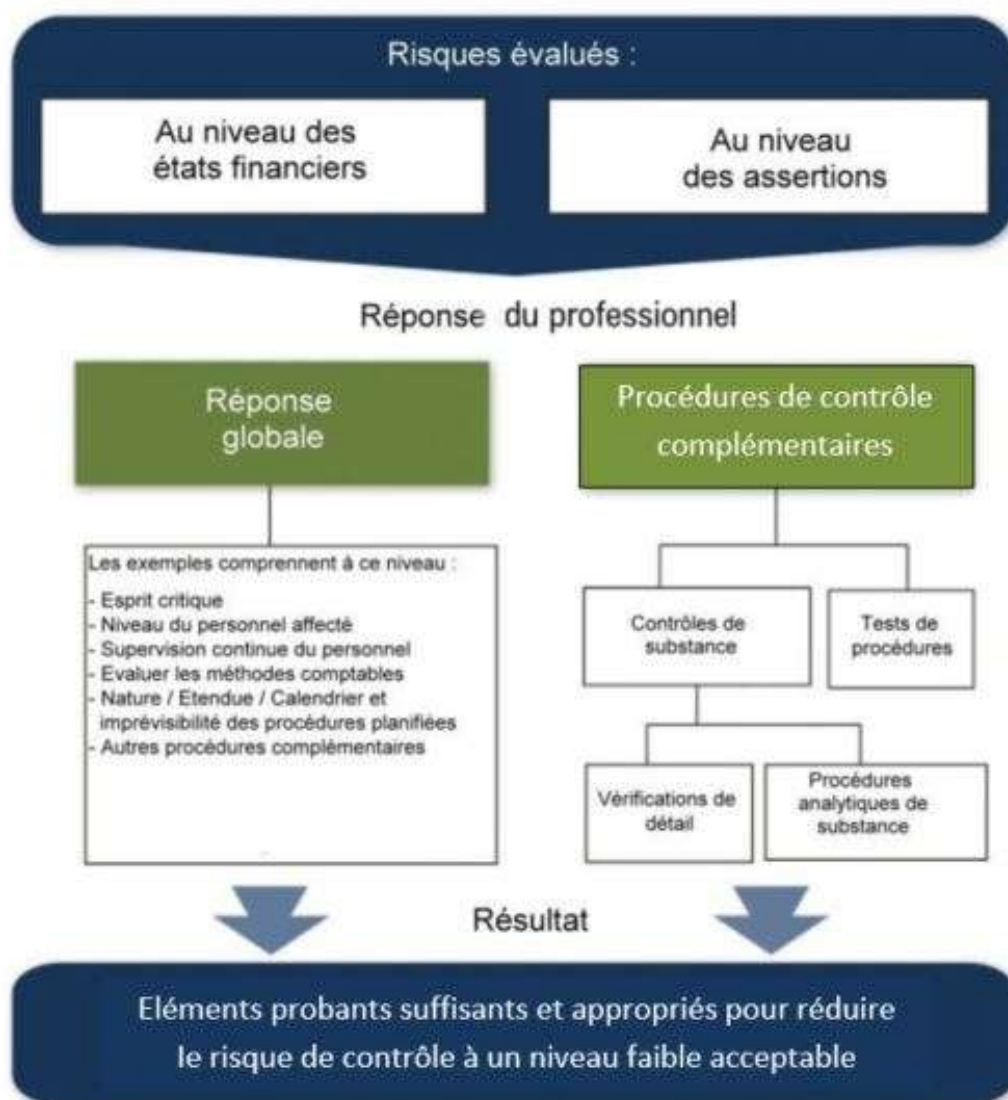 Risques évalués :
Au niveau des
états financiers
Au niveau
des assertions
Réponse du professionnel
Réponse
globale
Procédures de contrôle
complémentaires
Les exemples comprennent à ce niveau :
- Esprit critique
- Niveau du personnel affecté
- Supervision continue du personnel
- Evaluer les méthodes comptables
- Nature / Etendue / Calendrier et
imprévisibilité des procédures planifiées
- Autres procédures complémentaires
Contrôles de
substance
Tests de
procédures
Vérifications de
détail
Procédures
analytiques de
substance
Résultat
Eléments probants suffisants et appropriés pour réduire
le risque de contrôle à un niveau faible acceptable